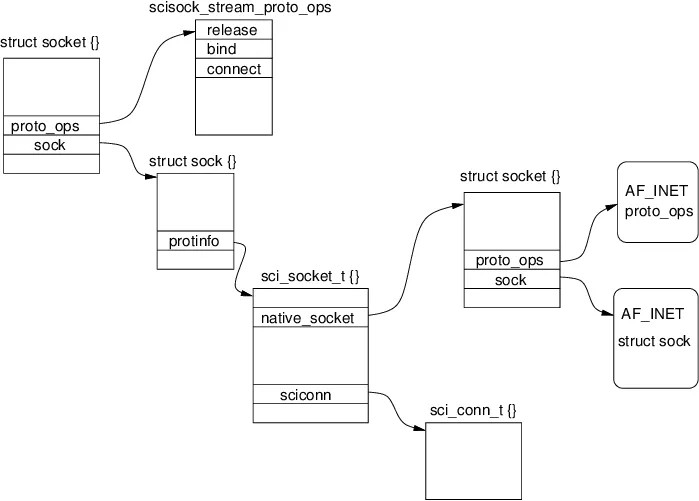 scisock_stream_proto_ops
release
bind
connect
struct socket {}
proto_ops
sock
struct sock {}
protinfo
sci_socket_t {}
native_socket
sciconn
struct socket {}
proto_ops
sock
AF_INET
proto_ops
AF_INET
struct sock
sci_conn_t {}